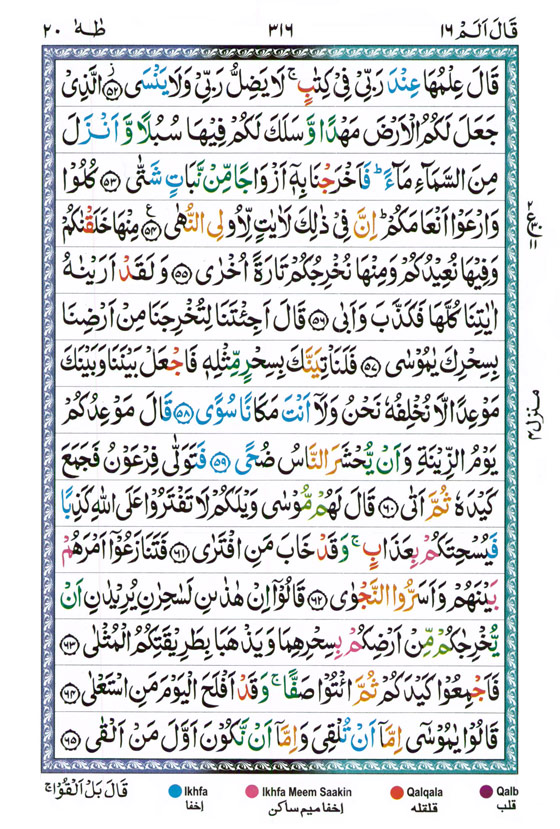 قَالَ اَلَمْ ١٦ ٣١٦ طٰهٰ ٢٠
قَالَ عِلْمُهَا عِنْدَ رَبِّیْ فِیْ كِتٰبٍ ۚ لَا یَضِلُّ رَبِّیْ وَلَا یَنْسَی ۟ ﴿٥٢﴾ الَّذِیْ
جَعَلَ لَكُمُ الْاَرْضَ مَهْدًا وَّ سَلَكَ لَكُمْ فِیْهَا سُبُلًا وَّ اَنْزَلَ
مِنَ السَّمَآءِ مَآءً ؕ فَاَخْرَجْنَا بِهٖۤ اَزْوَاجًا مِّنْ نَّبَاتٍ شَتّٰی ﴿٥٣﴾ كُلُوْا
وَارْعَوْا اَنْعَامَكُمْ ؕ اِنَّ فِیْ ذٰلِكَ لَاٰیٰتٍ لِّاُولِی النُّهٰی ﴿٥٤﴾ مِنْهَا خَلَقْنٰكُمْ
وَفِیْهَا نُعِیْدُكُمْ وَمِنْهَا نُخْرِجُكُمْ تَارَةً اُخْرٰی ﴿٥٥﴾ وَ لَقَدْ اَرَیْنٰهُ
اٰیٰتِنَا كُلَّهَا فَكَذَّبَ وَ اَبٰی ﴿٥٦﴾ قَالَ اَجِئْتَنَا لِتُخْرِجَنَا مِنْ اَرْضِنَا
بِسِحْرِكَ یٰمُوْسٰی ﴿٥٧﴾ فَلَنَاْتِیَنَّكَ بِسِحْرٍ مِّثْلِهٖ فَاجْعَلْ بَیْنَنَا وَبَیْنَكَ
مَوْعِدًا لَّا نُخْلِفُهٗ نَحْنُ وَلَاۤ اَنْتَ مَكَانًا سُوًی ﴿٥٨﴾ قَالَ مَوْعِدُكُمْ
یَوْمُ الزِّیْنَةِ وَ اَنْ یُّحْشَرَ النَّاسُ ضُحًی ﴿٥٩﴾ فَتَوَلّٰی فِرْعَوْنُ فَجَمَعَ
كَیْدَهٗ ثُمَّ اَتٰی ﴿٦٠﴾ قَالَ لَهُمْ مُّوْسٰی وَیْلَكُمْ لَا تَفْتَرُوْا عَلَی اللّٰهِ كَذِبًا
فَیُسْحِتَكُمْ بِعَذَابٍ ۚ وَقَدْ خَابَ مَنِ افْتَرٰی ﴿٦١﴾ فَتَنَازَعُوْۤا اَمْرَهُمْ
بَیْنَهُمْ وَ اَسَرُّوا النَّجْوٰی ﴿٦٢﴾ قَالُوْۤا اِنْ هٰذٰىنِ لَسٰحِرٰنِ یُرِیْدٰنِ اَنْ
یُّخْرِجٰكُمْ مِّنْ اَرْضِكُمْ بِسِحْرِهِمَا وَ یَذْهَبَا بِطَرِیْقَتِكُمُ الْمُثْلٰی ﴿٦٣﴾
فَاَجْمِعُوْا كَیْدَكُمْ ثُمَّ ائْتُوْا صَفًّا ۚ وَقَدْ اَفْلَحَ الْیَوْمَ مَنِ اسْتَعْلٰی ﴿٦٤﴾
قَالُوْا یٰمُوْسٰۤی اِمَّاۤ اَنْ تُلْقِیَ وَ اِمَّاۤ اَنْ نَّكُوْنَ اَوَّلَ مَنْ اَلْقٰی ﴿٦٥﴾
منزل ٤
قَالَ بَلْ اَلْقُوْا ۚ
Ikhfa
اخفا
Ikhfa Meem Saakin
اخفا میم ساكن
Qalqala
قلقله
Qalb
قلب